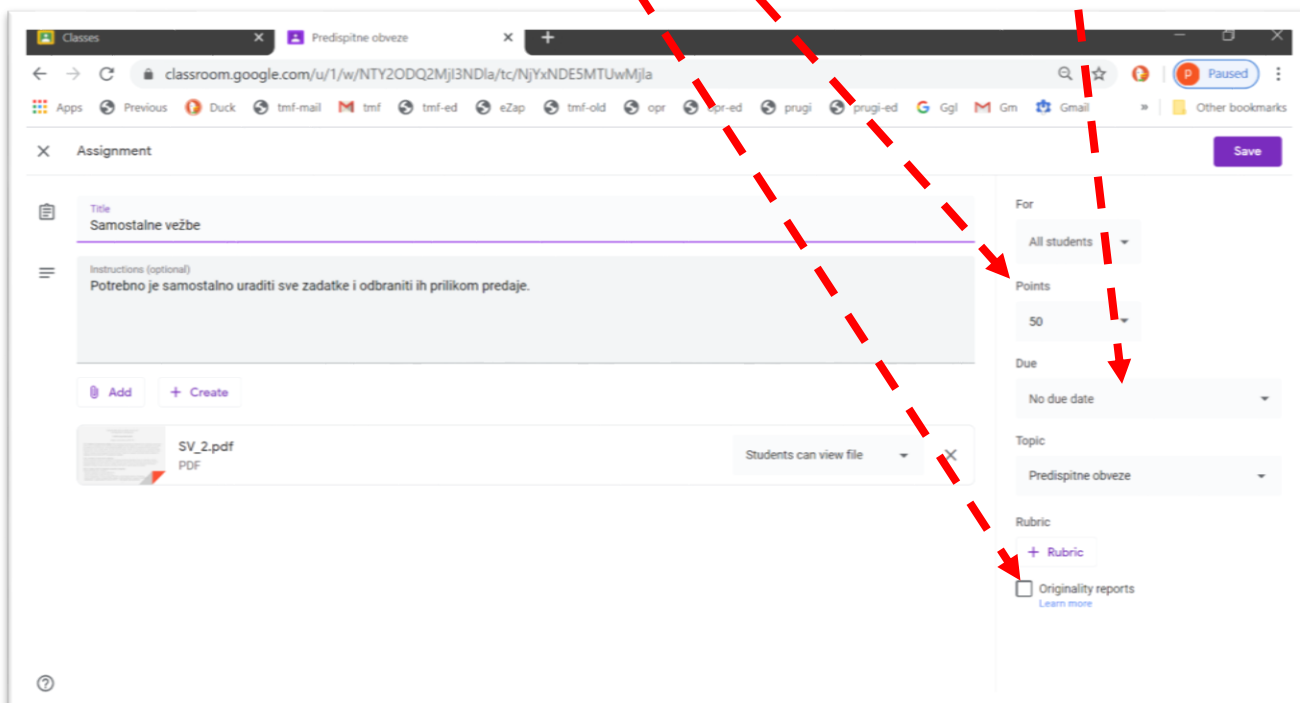 Classes
Predispitne obveze
classroom.google.com/u/1/w/NTY2ODQ2MjI3NDla/tc/NjYxNDE5MTUwMjla
P Paused
Apps Previous Duck tmf-mail tmf tmf-ed eZap tmf-old opr opr-ed prugi prugi-ed Ggl Gm Gmail » Other bookmarks
Assignment
Save
Title
Samostalne vežbe
Instructions (optional)
Potrebno je samostalno uraditi sve zadatke i odbraniti ih prilikom predaje.
Add + Create
SV_2.pdf
PDF
Students can view file
For
All students
Points
50
Due
No due date
Topic
Predispitne obveze
Rubric
+ Rubric
Originality reports
Learn more